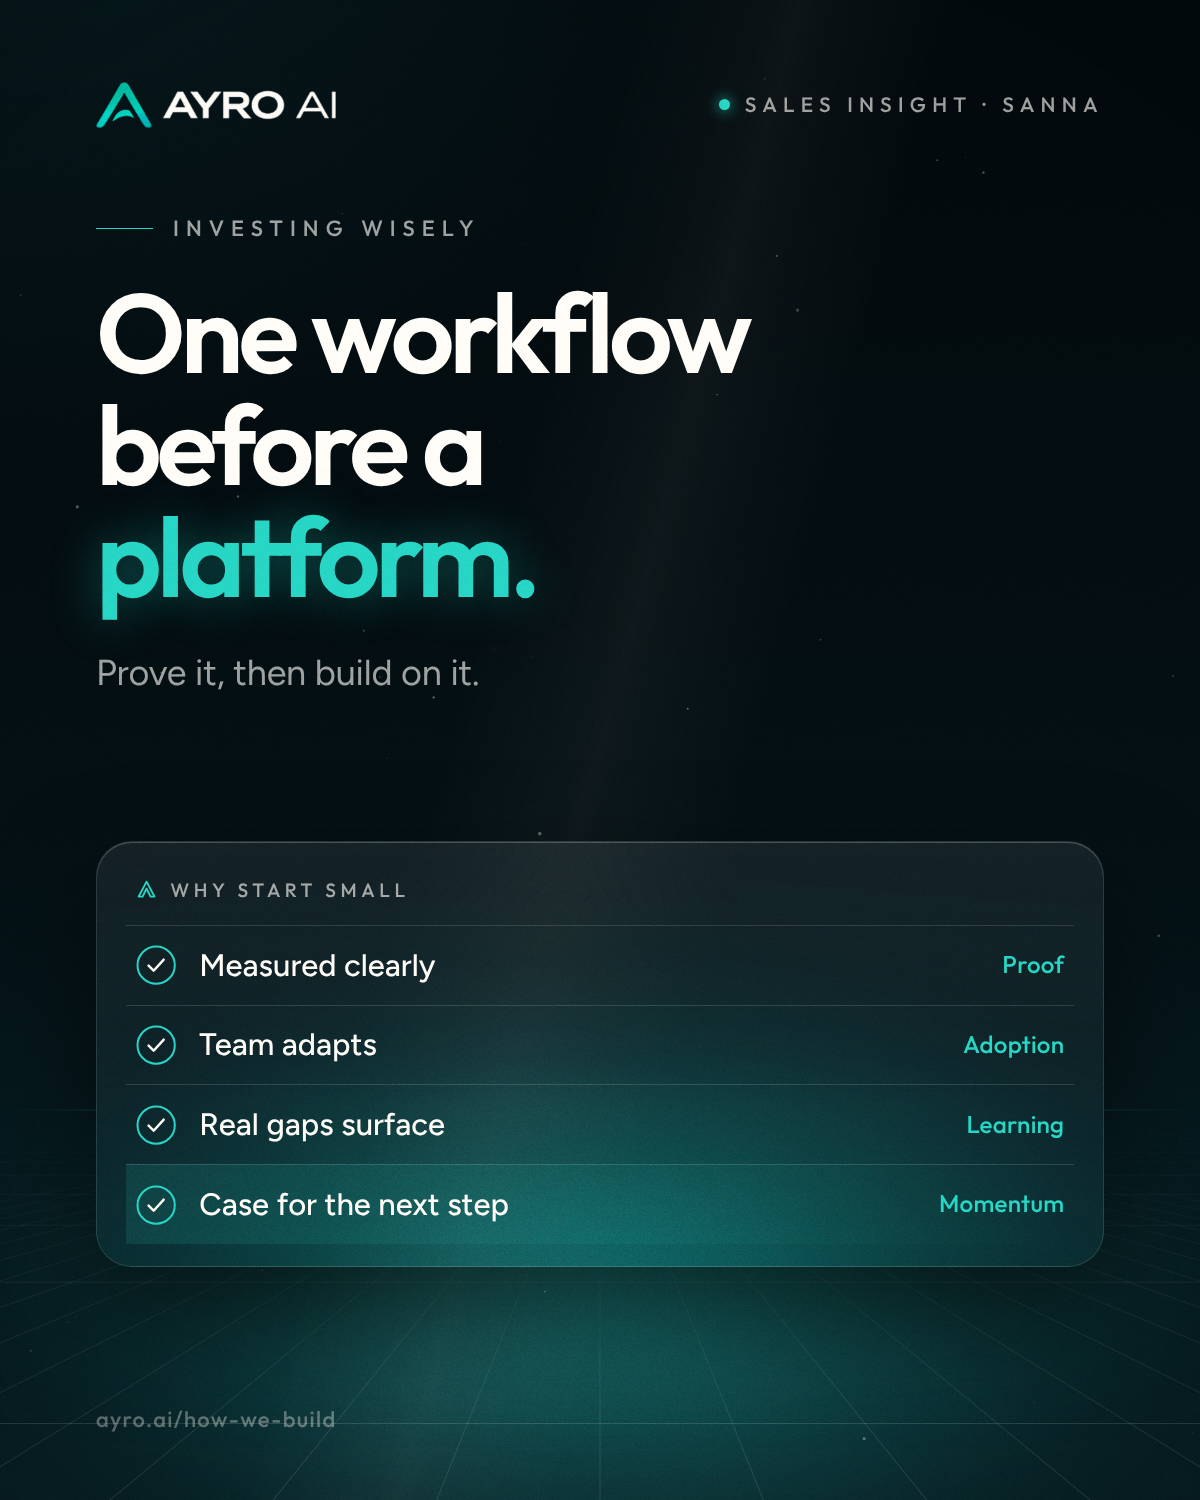 AYRO AI
SALES INSIGHT · SANNA
INVESTING WISELY
One workflow
before a
platform.
Prove it, then build on it.
WHY START SMALL
Measured clearly
Proof
Team adapts
Adoption
Real gaps surface
Learning
Case for the next step
Momentum
ayro.ai/how-we-build